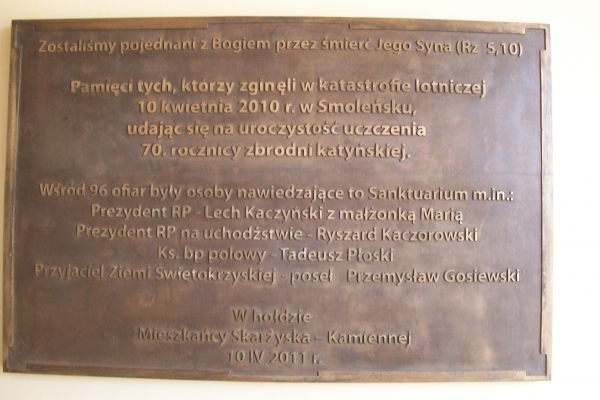 Zostaliśmy pojednani z Bogiem przez śmierć Jego Syna (Rz 5,10)
Pamięci tych, którzy zginęli w katastrofie lotniczej
10 kwietnia 2010 r. w Smoleńsku,
udając się na uroczystość uczczenia
70. rocznicy zbrodni katyńskiej.
Wśród 96 ofiar były osoby nawiedzające to Sanktuarium m.in.:
Prezydent RP - Lech Kaczyński z małżonką Marią
Prezydent RP na uchodźstwie - Ryszard Kaczorowski
Ks. bp polowy - Tadeusz Płoski
Przyjaciel Ziemi Świętokrzyskiej - poseł Przemysław Gosiewski
W hołdzie
Mieszkańcy Skarżyska - Kamiennej
10 IV 2011 r.